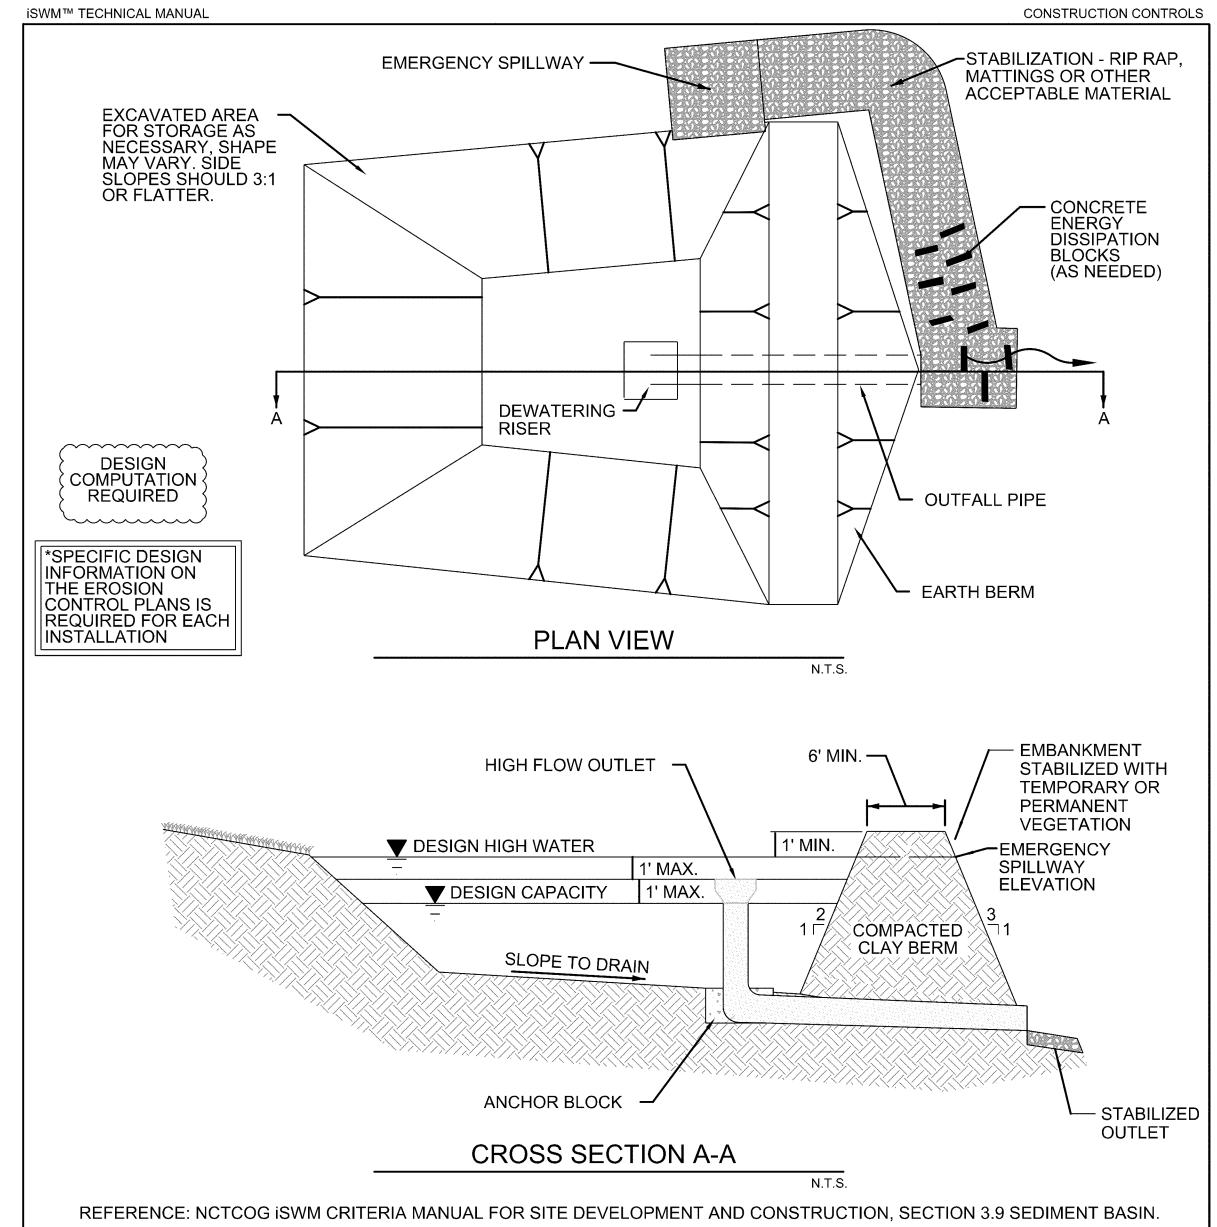 iSWM™ TECHNICAL MANUAL
CONSTRUCTION CONTROLS
EMERGENCY SPILLWAY
STABILIZATION - RIP RAP,
MATTINGS OR OTHER
ACCEPTABLE MATERIAL
EXCAVATED AREA
FOR STORAGE AS
NECESSARY, SHAPE
MAY VARY. SIDE
SLOPES SHOULD 3:1
OR FLATTER.
CONCRETE
ENERGY
DISSIPATION
BLOCKS
(AS NEEDED)
A
A
DEWATERING
RISER
DESIGN
COMPUTATION
REQUIRED
OUTFALL PIPE
*SPECIFIC DESIGN
INFORMATION ON
THE EROSION
CONTROL PLANS IS
REQUIRED FOR EACH
INSTALLATION
EARTH BERM
PLAN VIEW
N.T.S.
HIGH FLOW OUTLET
6' MIN.
EMBANKMENT
STABILIZED WITH
TEMPORARY OR
PERMANENT
VEGETATION
DESIGN HIGH WATER
1' MIN.
EMERGENCY
SPILLWAY
ELEVATION
1' MAX.
DESIGN CAPACITY
1' MAX.
2
1
3
1
COMPACTED
CLAY BERM
SLOPE TO DRAIN
ANCHOR BLOCK
STABILIZED
OUTLET
CROSS SECTION A-A
N.T.S.
REFERENCE: NCTCOG iSWM CRITERIA MANUAL FOR SITE DEVELOPMENT AND CONSTRUCTION, SECTION 3.9 SEDIMENT BASIN.